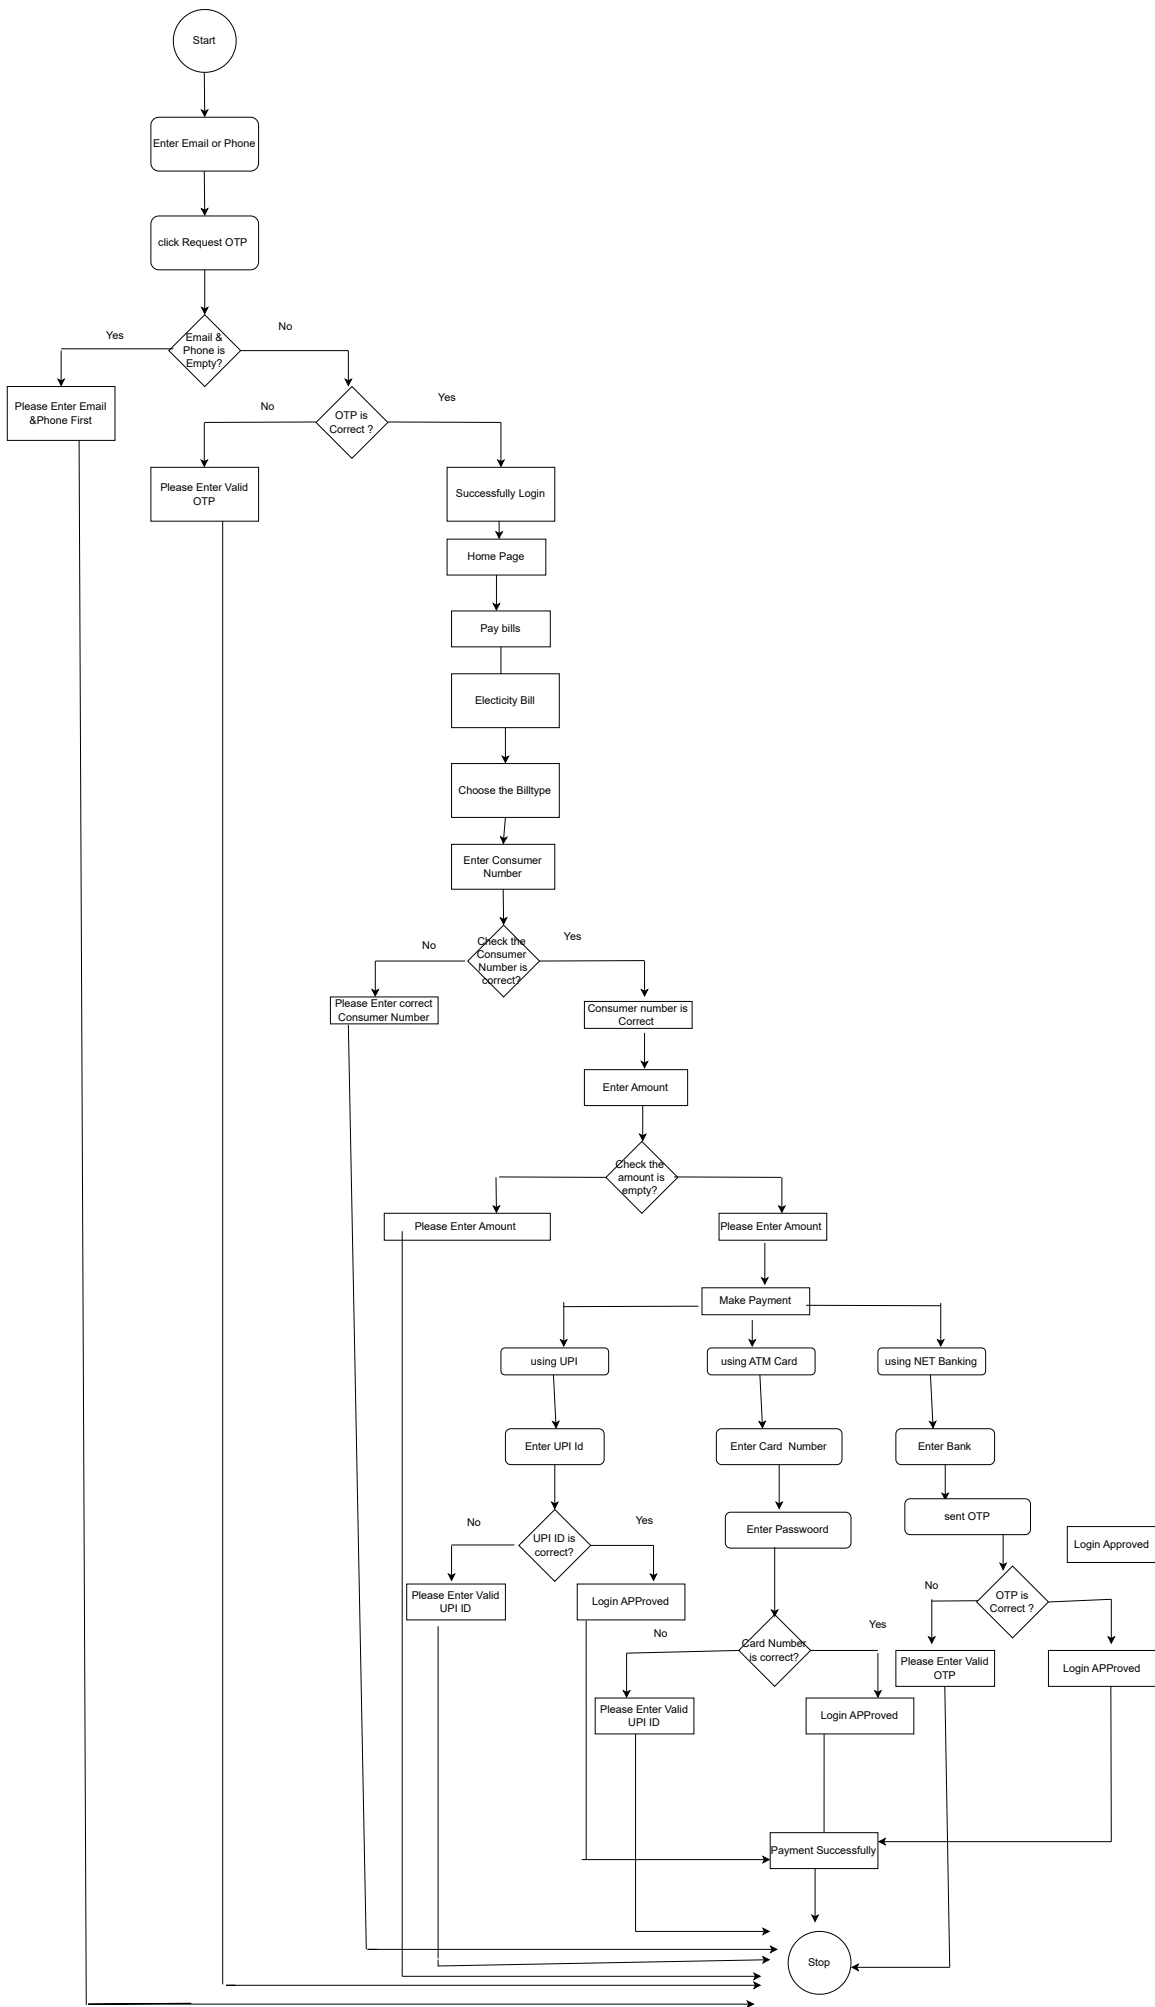 Start
Enter Email or Phone
click Request OTP
Email &
Phone is
Empty?
Yes
No
Please Enter Email
&Phone First
OTP is
Correct ?
No
Yes
Please Enter Valid
OTP
Successfully Login
Home Page
Pay bills
Electicity Bill
Choose the Billtype
Enter Consumer
Number
Check the
Consumer
Number is
correct?
No
Yes
Please Enter correct
Consumer Number
Consumer number is
Correct
Enter Amount
Check the
amount is
empty?
Please Enter Amount
Please Enter Amount
Make Payment
using UPI
using ATM Card
using NET Banking
Enter UPI Id
Enter Card  Number
Enter Bank
sent OTP
Enter Passwoord
No
Yes
UPI ID is
correct?
Login Approved
Please Enter Valid
UPI ID
Login APProved
No
OTP is
Correct ?
No
Yes
Card Number
is correct?
Please Enter Valid
OTP
Login APProved
Please Enter Valid
UPI ID
Login APProved
Payment Successfully
Stop